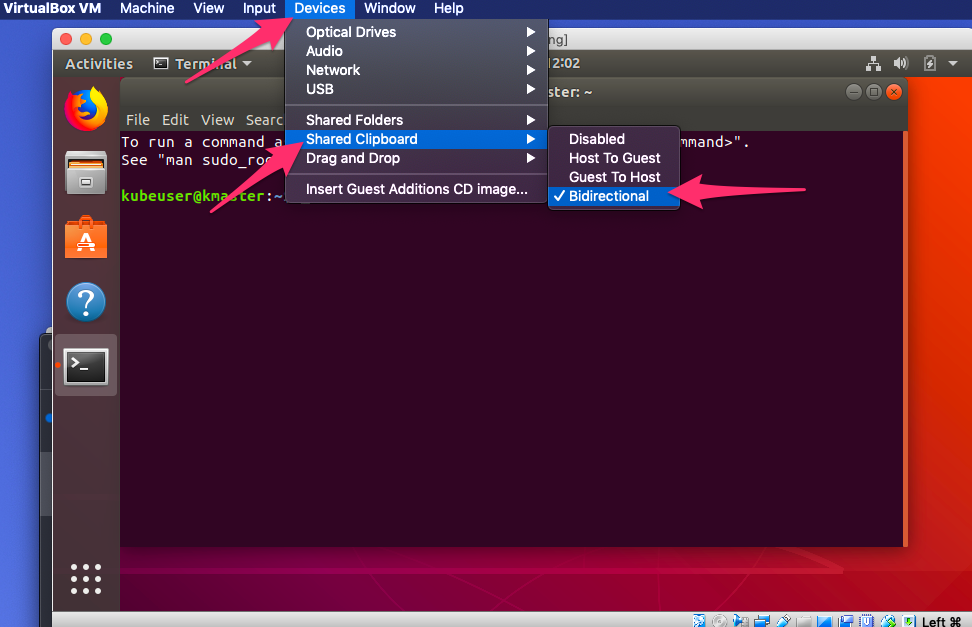 VirtualBox VM Machine View Input Devices Window Help
Optical Drives
Audio
Network
USB
Shared Folders
Shared Clipboard
Drag and Drop
Insert Guest Additions CD image...
Disabled
Host To Guest
Guest To Host
✓ Bidirectional
ng]
Activities Terminal 12:02
ster: ~
File Edit View Searc
To run a command a mmand>".
See "man sudo_roo
kubeuser@kmaster:~
Left ⌘